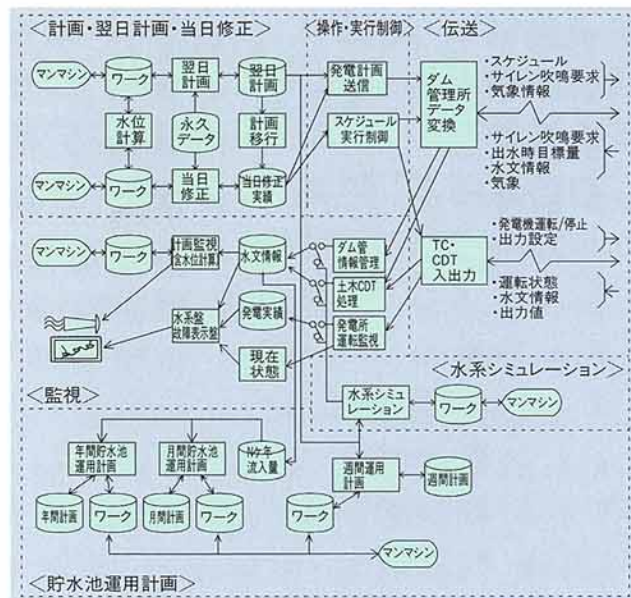 <計画・翌日計画・当日修正>
<操作・実行制御>
<伝送>
マンマシン
ワーク
翌日
計画
翌日
計画
発電計画
送信
ダム
管理所
データ
変換
・スケジュール
・サイレン吹鳴要求
・気象情報
水位
計算
永久
データ
計画
移行
スケジュール
実行制御
・サイレン吹鳴要求
・出水時目標量
・水文情報
・気象
マンマシン
ワーク
当日
修正
当日修正
実績
マンマシン
ワーク
計画監視
含水位計算
水文情報
ダム管
情報管理
TC・
CDT
入出力
・発電機運転/停止
・出力設定
土木CDT
処理
・運転状態
・水文情報
・出力値
水系盤
故障表示盤
発電実績
発電所
運転監視
現在
状態
<監視>
<水系シミュレーション>
水系シミュ
レーション
ワーク
マンマシン
年間貯水池
運用計画
月間貯水池
運用計画
Nヶ年
流入量
週間運用
計画
週間計画
年間計画
ワーク
月間計画
ワーク
ワーク
マンマシン
<貯水池運用計画>